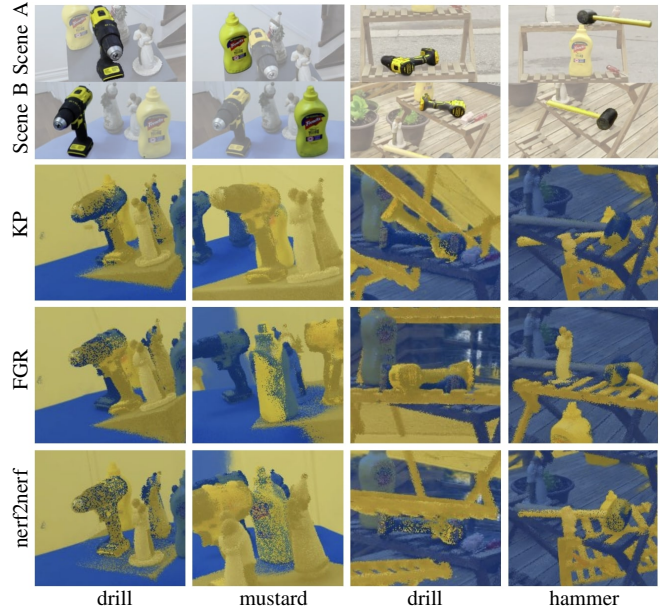 Scene A
Scene B
KP
FGR
nerf2nerf
drill
mustard
drill
hammer